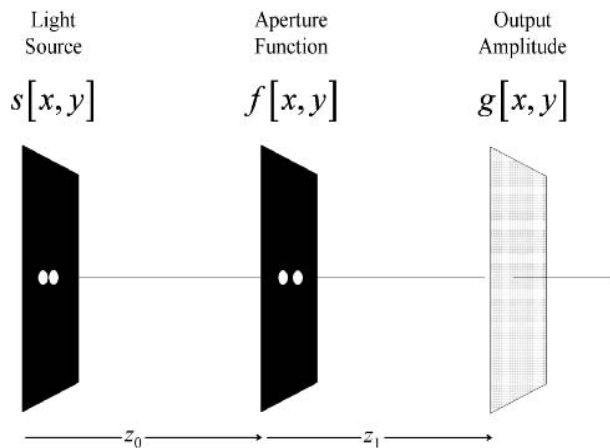 Light Aperture Output
Source Function Amplitude
s[x, y] f[x, y] g[x, y]
z₀ z₁